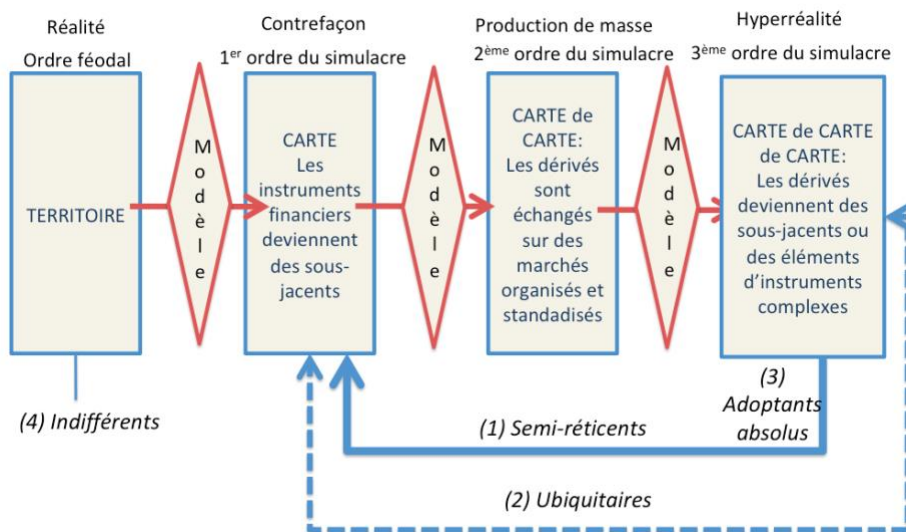 Réalité
Ordre féodal
Contrefaçon
1er ordre du simulacre
Production de masse
2ème ordre du simulacre
Hyperréalité
3ème ordre du simulacre
TERRITOIRE
Modèle
CARTE
Les
instruments
financiers
deviennent
des sous-
jacents
Modèle
CARTE de
CARTE:
Les dérivés
sont
échangés
sur des
marchés
organisés et
standadisés
Modèle
CARTE de CARTE
de CARTE:
Les dérivés
deviennent des
sous-jacents ou
des éléments
d’instruments
complexes
(4) Indifférents
(1) Semi-réticents
(3)
Adoptants
absolus
(2) Ubiquitaires